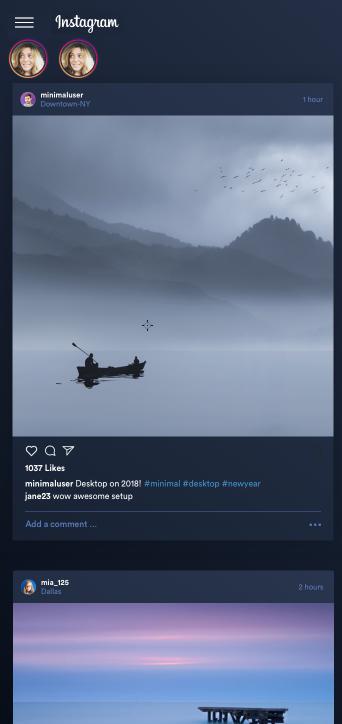 Instagram
minimaluser
Downtown-NY
1 hour
1037 Likes
minimaluser Desktop on 2018! #minimal #desktop #newyear
jane23 wow awesome setup
Add a comment ...
mia_125
Dallas
2 hours